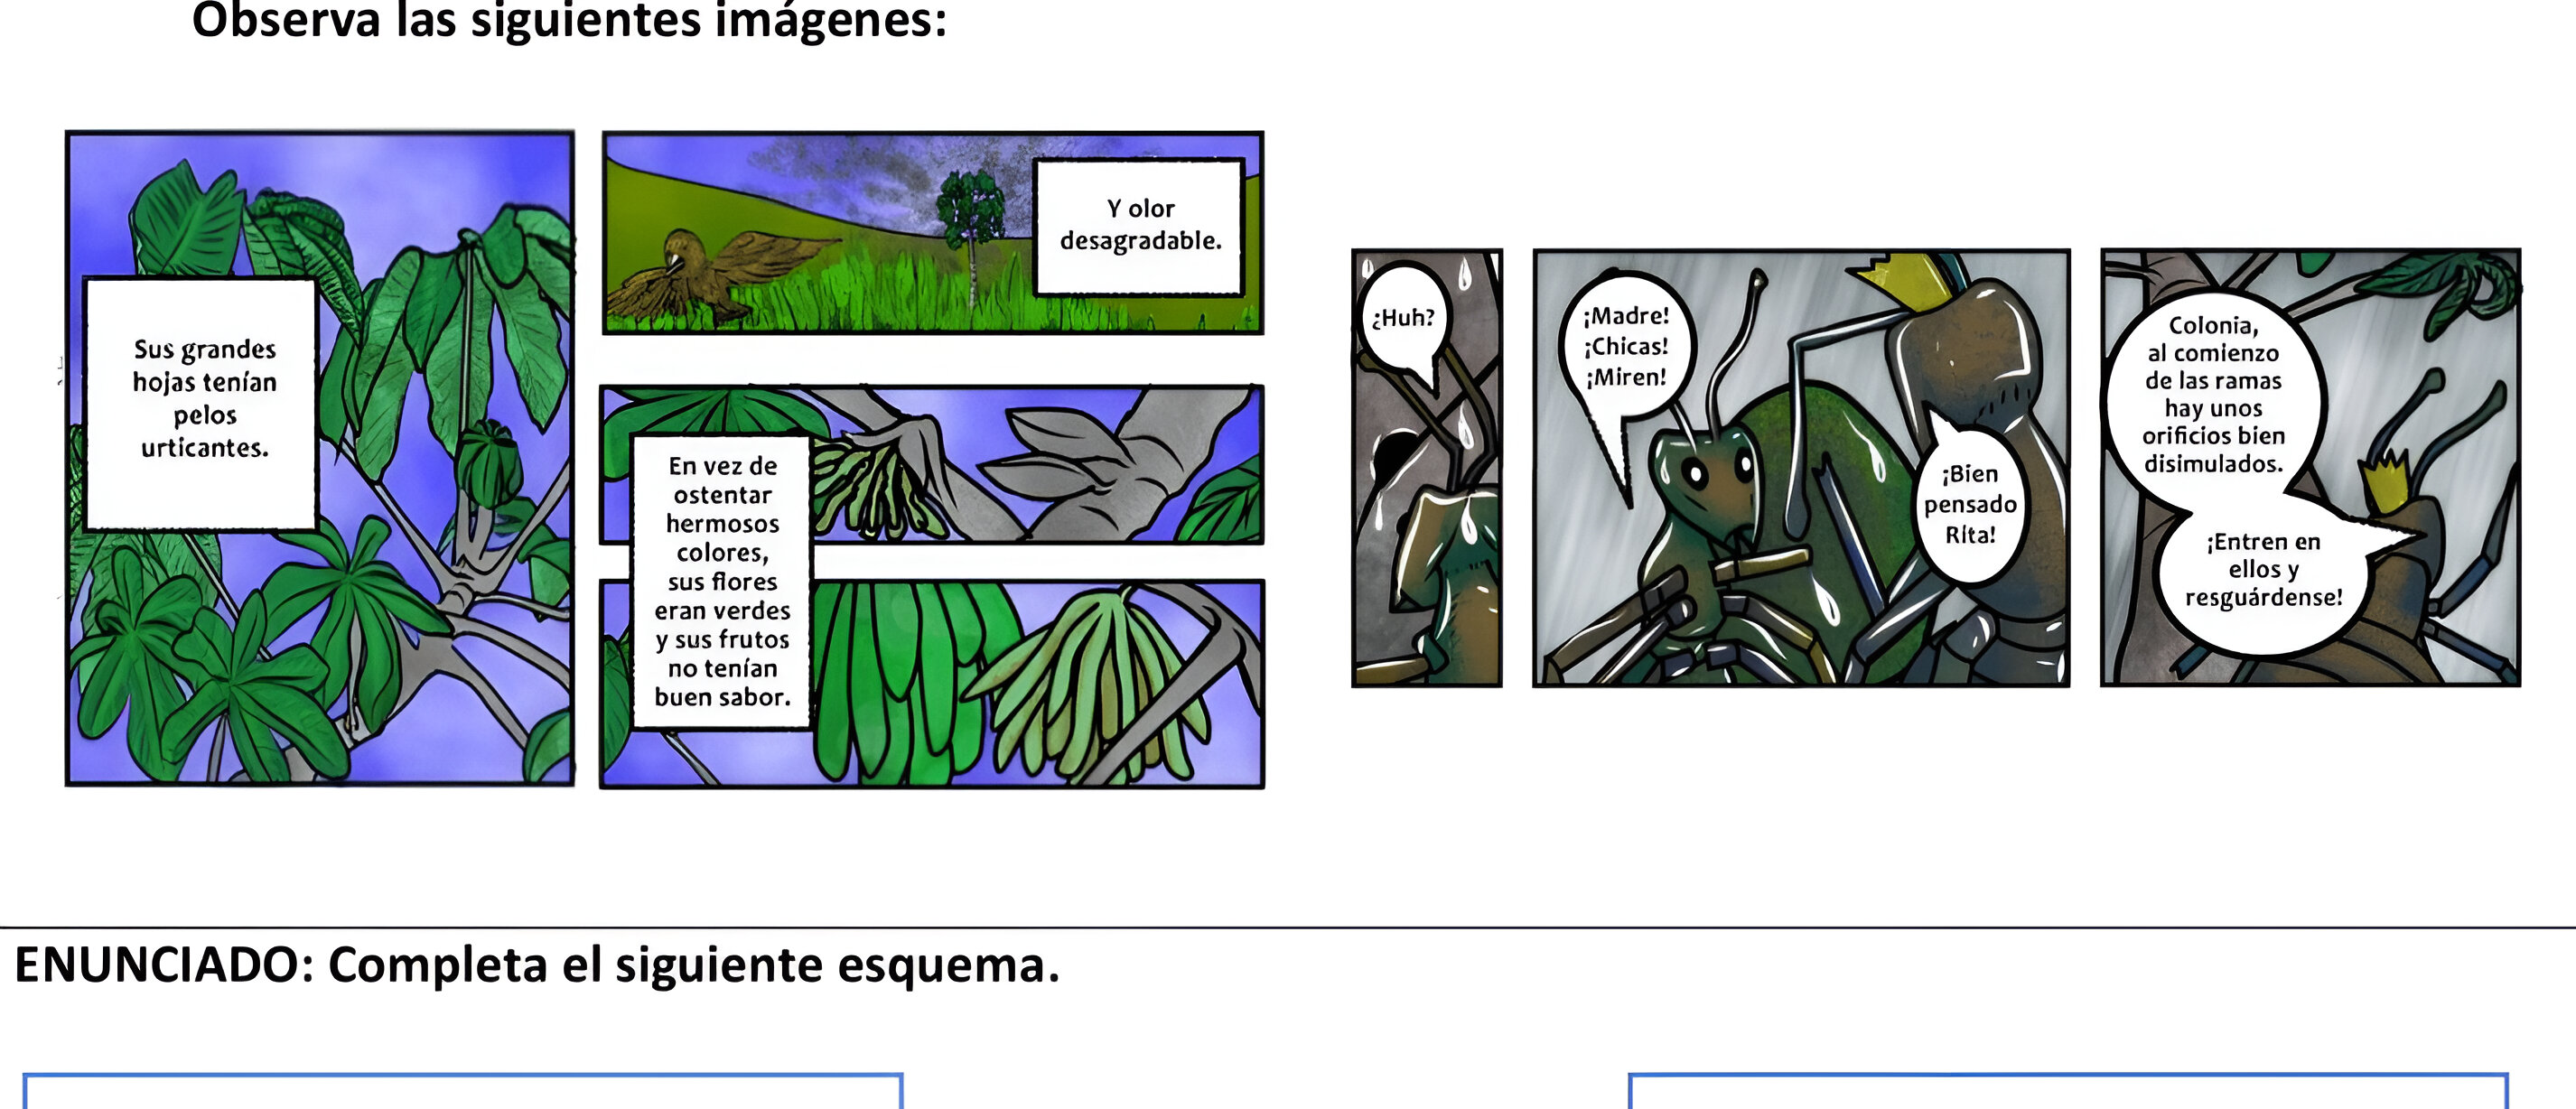 Observa las siguientes imágenes:
Sus grandes
hojas tenían
pelos
urticantes.
Y olor
desagradable.
En vez de
ostentar
hermosos
colores,
sus flores
eran verdes
y sus frutos
no tenían
buen sabor.
¿Huh?
¡Madre!
¡Chicas!
¡Miren!
¡Bien
pensado
Rita!
Colonia,
al comienzo
de las ramas
hay unos
orificios bien
disimulados.
¡Entren en
ellos y
resguárdense!
ENUNCIADO: Completa el siguiente esquema.